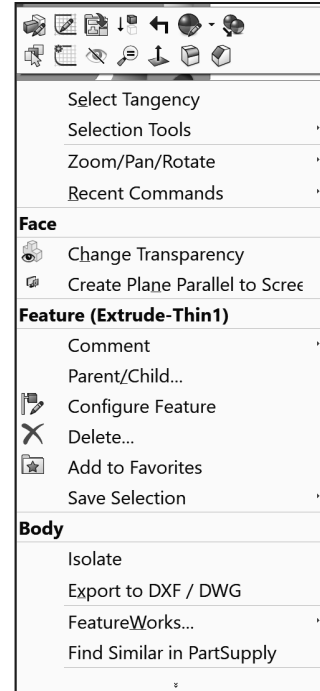 Select Tangency
Selection Tools
Zoom/Pan/Rotate
Recent Commands
Face
Change Transparency
Create Plane Parallel to Scree
Feature (Extrude-Thin1)
Comment
Parent/Child...
Configure Feature
Delete...
Add to Favorites
Save Selection
Body
Isolate
Export to DXF / DWG
FeatureWorks...
Find Similar in PartSupply